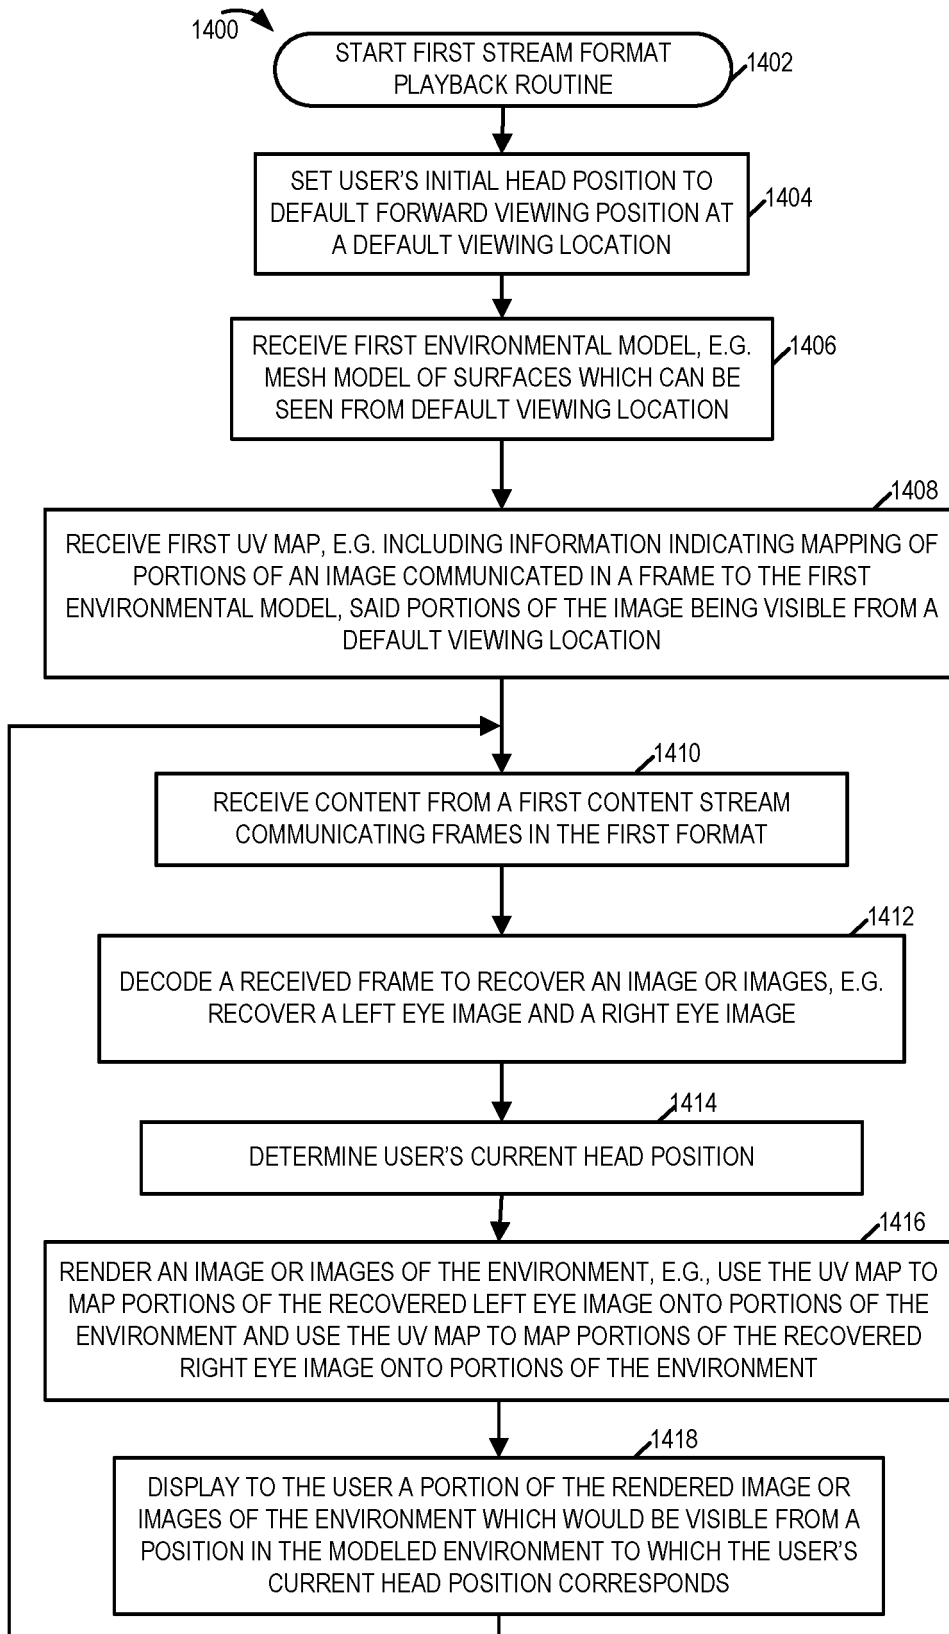 1400
START FIRST STREAM FORMAT
PLAYBACK ROUTINE
1402
SET USER'S INITIAL HEAD POSITION TO
DEFAULT FORWARD VIEWING POSITION AT
A DEFAULT VIEWING LOCATION
1404
RECEIVE FIRST ENVIRONMENTAL MODEL, E.G.
MESH MODEL OF SURFACES WHICH CAN BE
SEEN FROM DEFAULT VIEWING LOCATION
1406
1408
RECEIVE FIRST UV MAP, E.G. INCLUDING INFORMATION INDICATING MAPPING OF
PORTIONS OF AN IMAGE COMMUNICATED IN A FRAME TO THE FIRST
ENVIRONMENTAL MODEL, SAID PORTIONS OF THE IMAGE BEING VISIBLE FROM A
DEFAULT VIEWING LOCATION
1410
RECEIVE CONTENT FROM A FIRST CONTENT STREAM
COMMUNICATING FRAMES IN THE FIRST FORMAT
1412
DECODE A RECEIVED FRAME TO RECOVER AN IMAGE OR IMAGES, E.G.
RECOVER A LEFT EYE IMAGE AND A RIGHT EYE IMAGE
1414
DETERMINE USER'S CURRENT HEAD POSITION
1416
RENDER AN IMAGE OR IMAGES OF THE ENVIRONMENT, E.G., USE THE UV MAP TO
MAP PORTIONS OF THE RECOVERED LEFT EYE IMAGE ONTO PORTIONS OF THE
ENVIRONMENT AND USE THE UV MAP TO MAP PORTIONS OF THE RECOVERED
RIGHT EYE IMAGE ONTO PORTIONS OF THE ENVIRONMENT
1418
DISPLAY TO THE USER A PORTION OF THE RENDERED IMAGE OR
IMAGES OF THE ENVIRONMENT WHICH WOULD BE VISIBLE FROM A
POSITION IN THE MODELED ENVIRONMENT TO WHICH THE USER'S
CURRENT HEAD POSITION CORRESPONDS